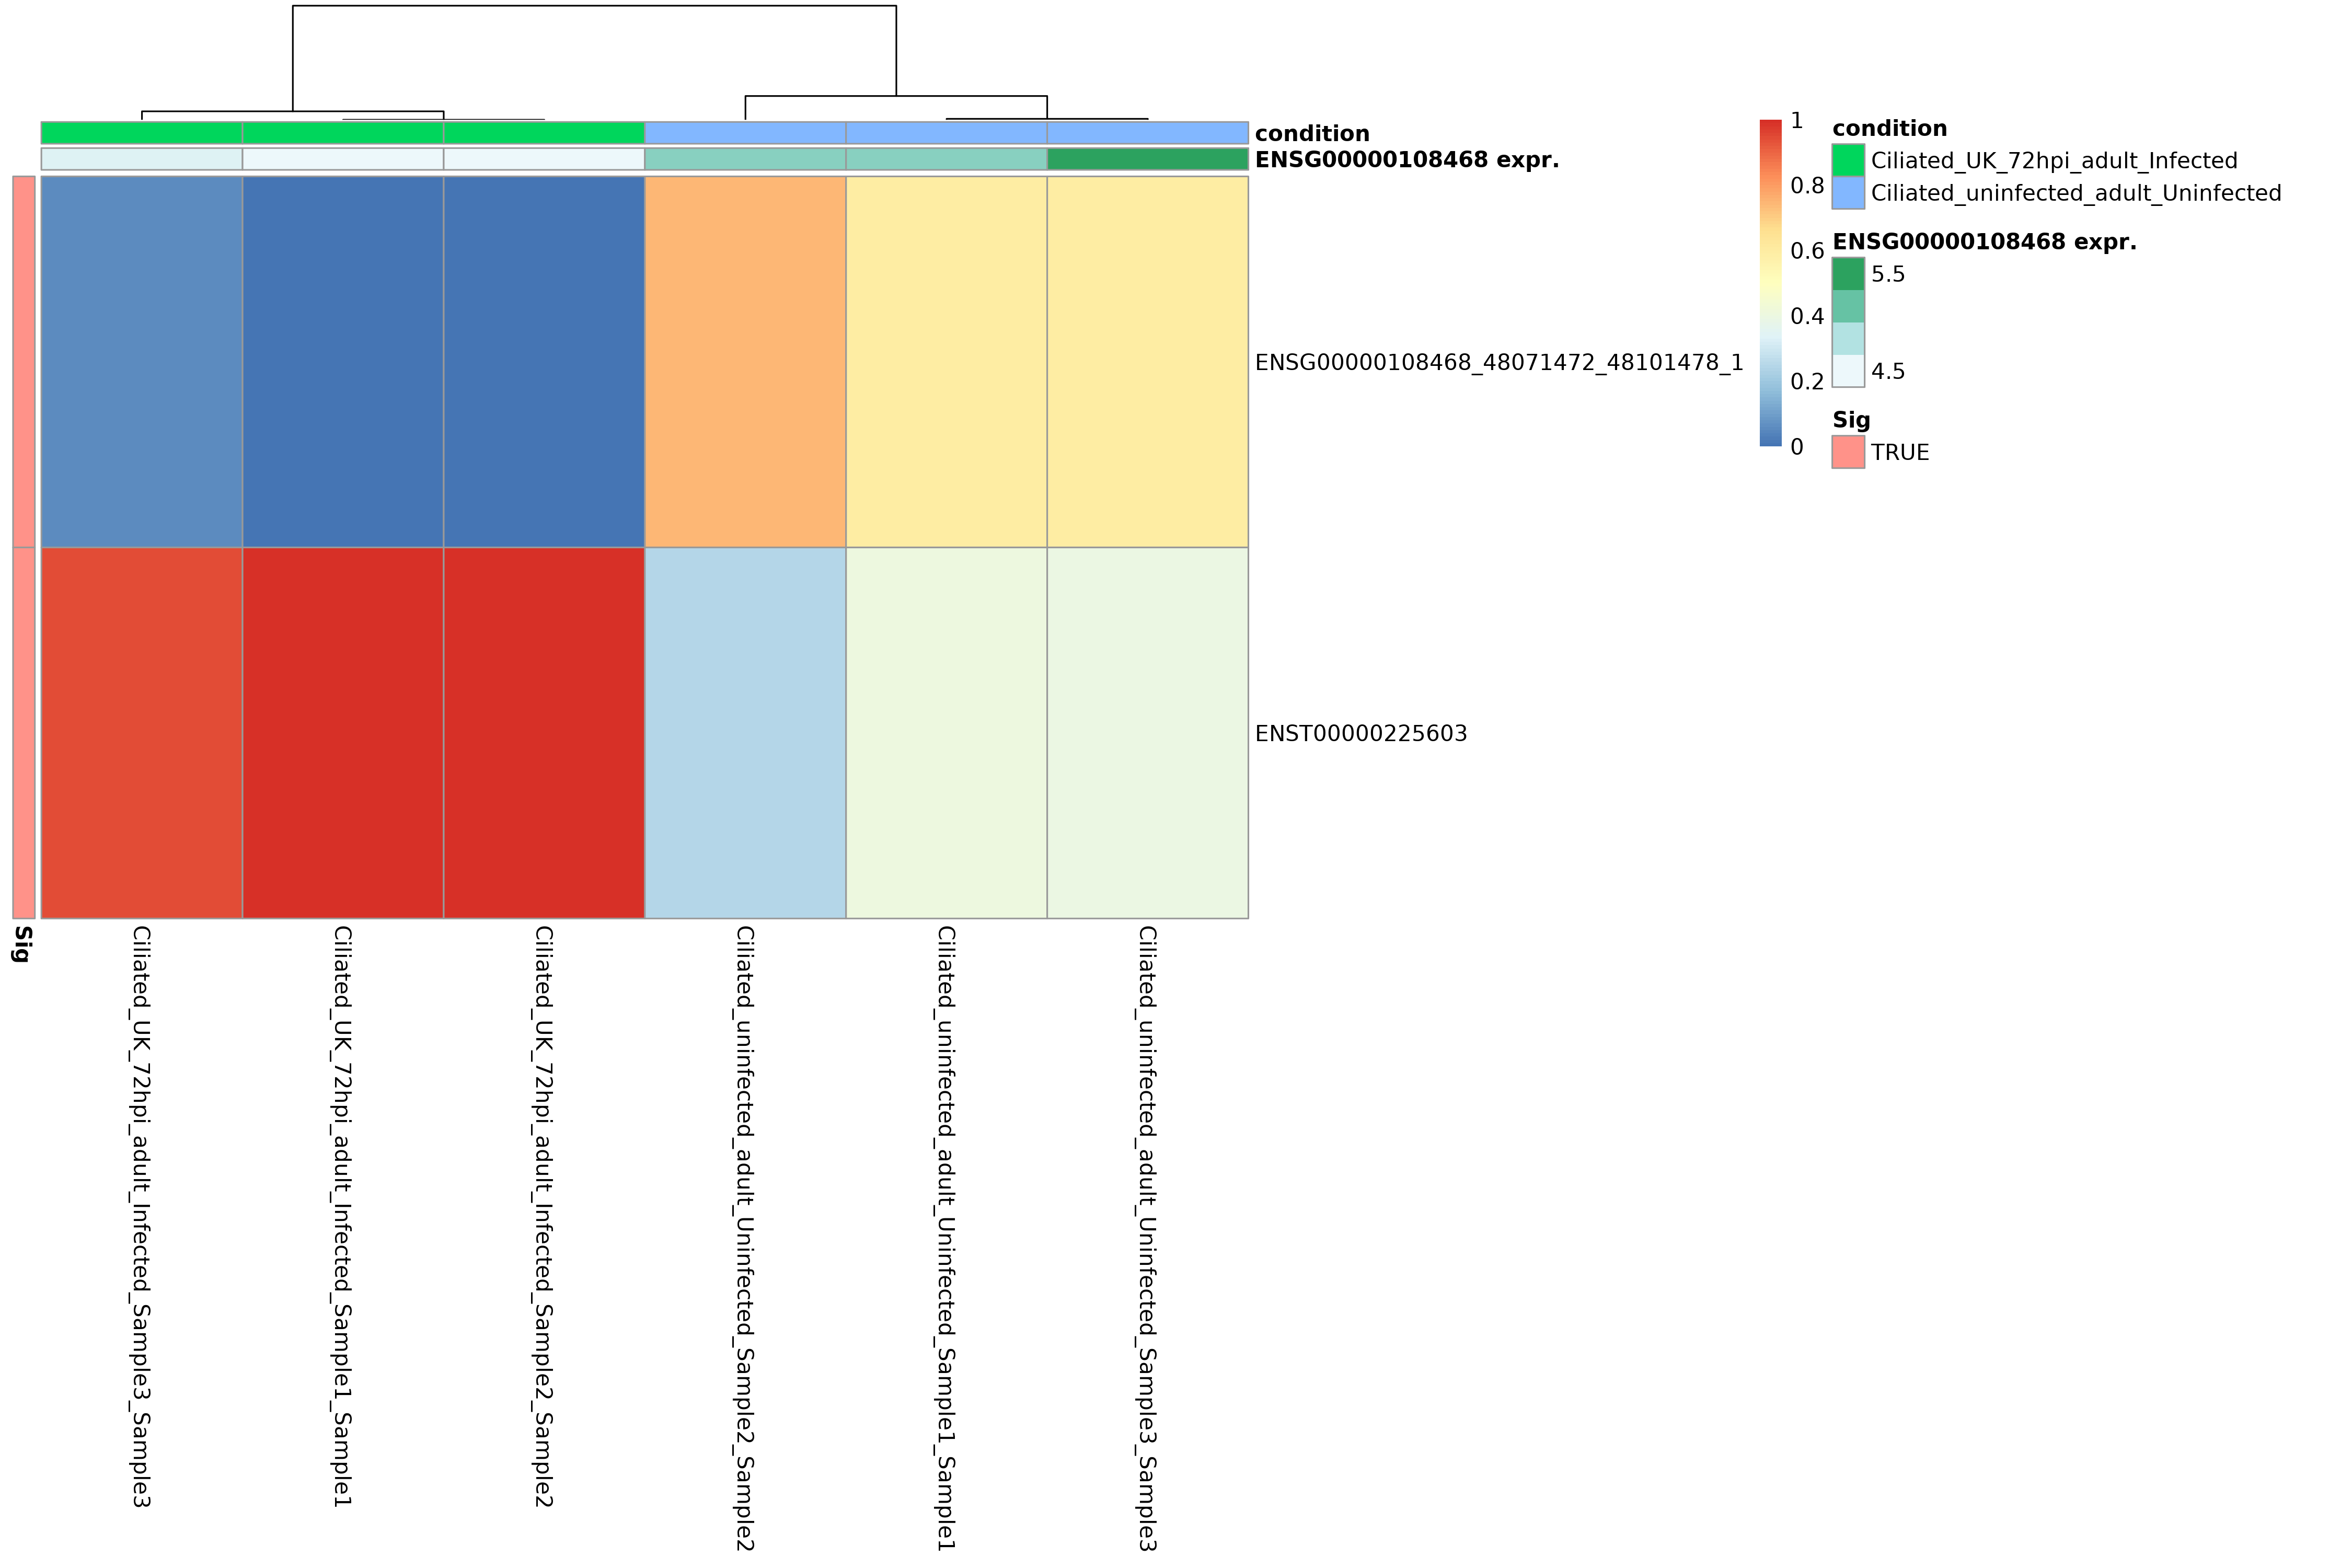 condition
ENSG00000108468 expr.
ENSG00000108468_48071472_48101478_1
ENST00000225603
Sig
Ciliated_UK_72hpi_adult_Infected_Sample3_Sample3
Ciliated_UK_72hpi_adult_Infected_Sample1_Sample1
Ciliated_UK_72hpi_adult_Infected_Sample2_Sample2
Ciliated_uninfected_adult_Uninfected_Sample2_Sample2
Ciliated_uninfected_adult_Uninfected_Sample1_Sample1
Ciliated_uninfected_adult_Uninfected_Sample3_Sample3
1
0.8
0.6
0.4
0.2
0
condition
Ciliated_UK_72hpi_adult_Infected
Ciliated_uninfected_adult_Uninfected
ENSG00000108468 expr.
5.5
4.5
Sig
TRUE